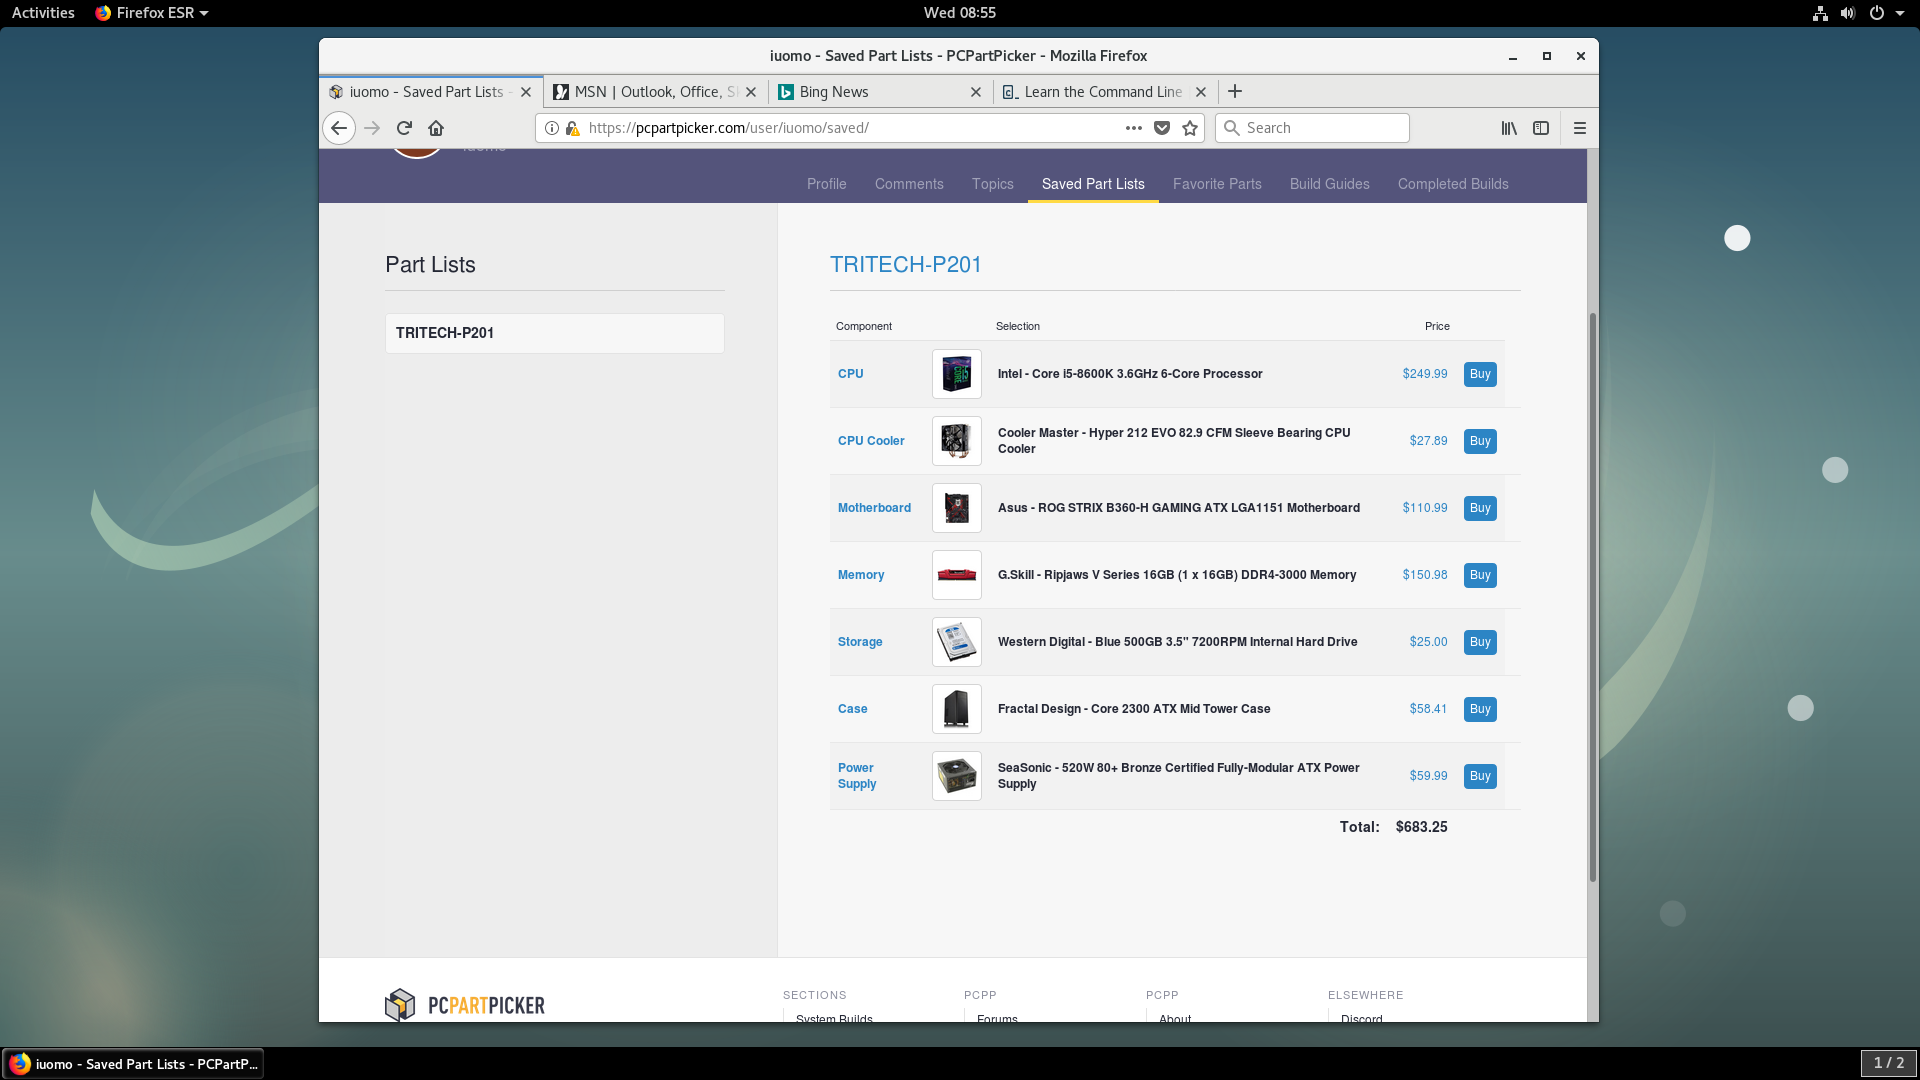 Activities
Firefox ESR
Wed 08:55
iuomo - Saved Part Lists - PCPartPicker - Mozilla Firefox
iuomo - Saved Part Lists -
MSN | Outlook, Office, S
Bing News
Learn the Command Line
https://pcpartpicker.com/user/iuomo/saved/
Search
Profile
Comments
Topics
Saved Part Lists
Favorite Parts
Build Guides
Completed Builds
Part Lists
TRITECH-P201
TRITECH-P201
Component
Selection
Price
CPU
Intel - Core i5-8600K 3.6GHz 6-Core Processor
$249.99
Buy
CPU Cooler
Cooler Master - Hyper 212 EVO 82.9 CFM Sleeve Bearing CPU
Cooler
$27.89
Buy
Motherboard
Asus - ROG STRIX B360-H GAMING ATX LGA1151 Motherboard
$110.99
Buy
Memory
G.Skill - Ripjaws V Series 16GB (1 x 16GB) DDR4-3000 Memory
$150.98
Buy
Storage
Western Digital - Blue 500GB 3.5" 7200RPM Internal Hard Drive
$25.00
Buy
Case
Fractal Design - Core 2300 ATX Mid Tower Case
$58.41
Buy
Power
Supply
SeaSonic - 520W 80+ Bronze Certified Fully-Modular ATX Power
Supply
$59.99
Buy
Total: $683.25
PCPARTPICKER
SECTIONS
System Builds
PCPP
Forums
PCPP
About
ELSEWHERE
Discord
iuomo - Saved Part Lists - PCPartP...
1 / 2